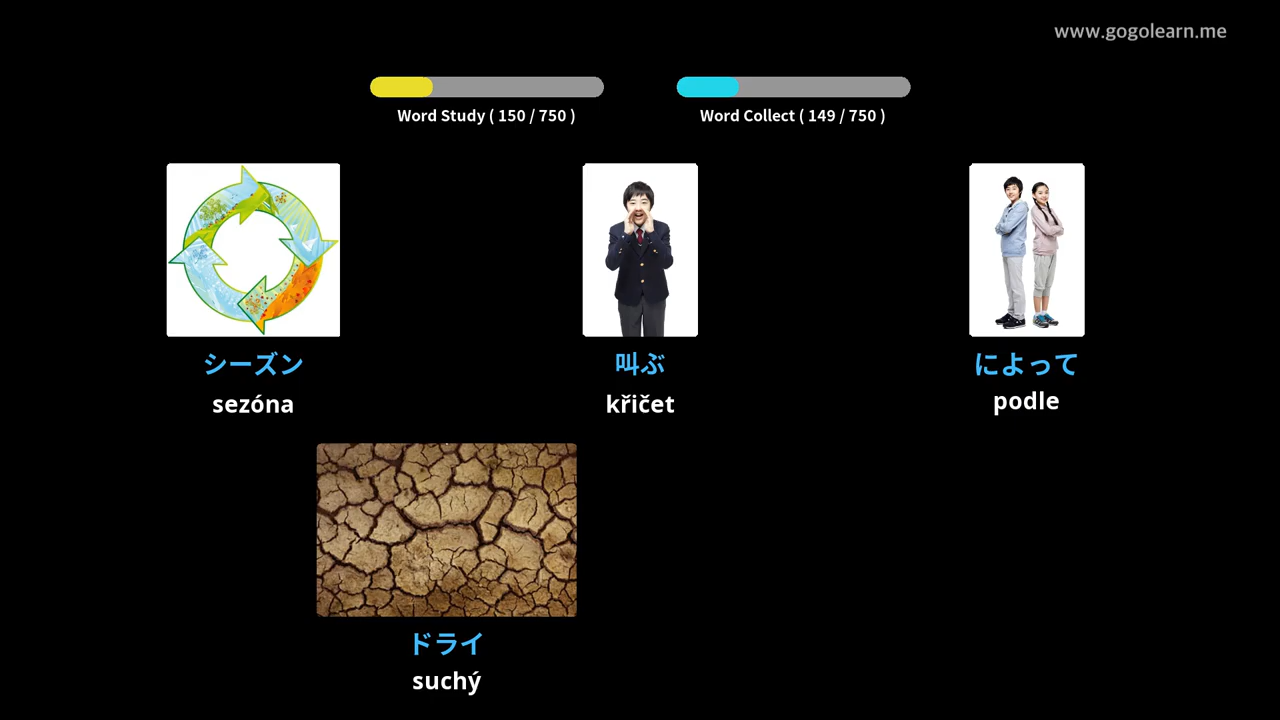 www.gogolearn.me
Word Study ( 150 / 750 )
Word Collect ( 149 / 750 )
シーズン
sezóna
叫ぶ
křičet
によって
podle
ドライ
suchý